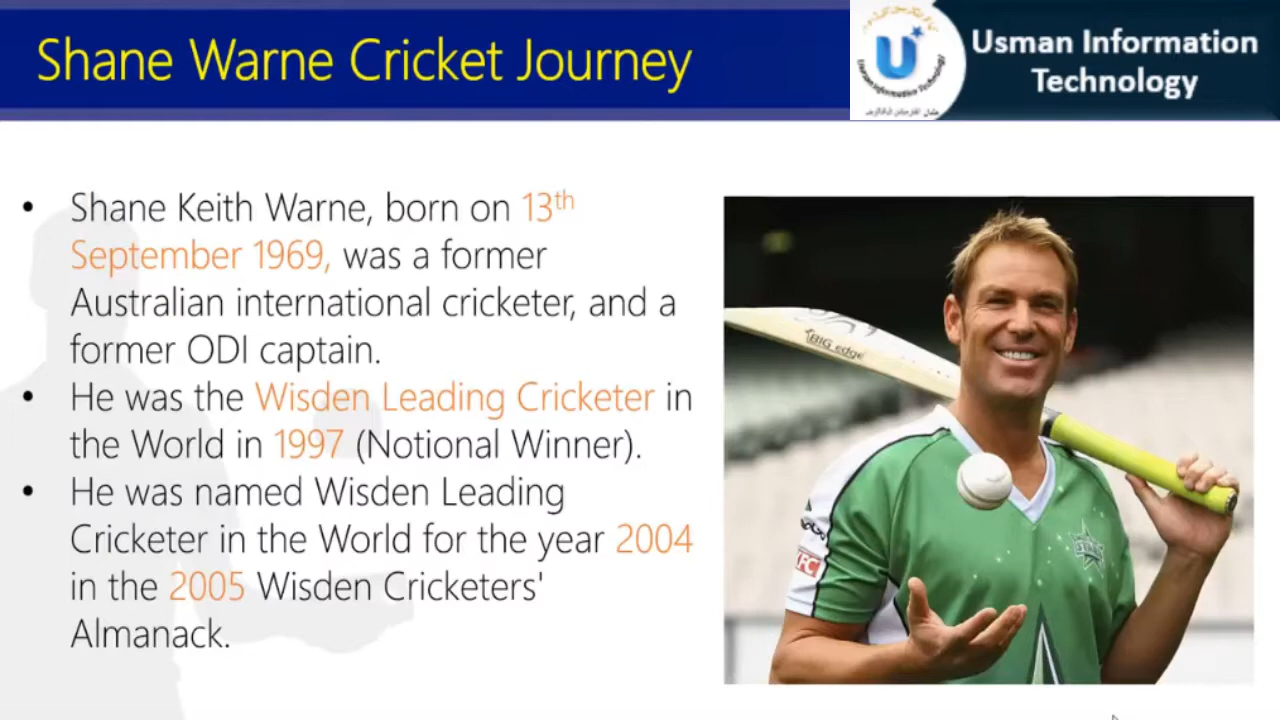 Shane Warne Cricket Journey
Usman Information
Technology
• Shane Keith Warne, born on 13th
September 1969, was a former
Australian international cricketer, and a
former ODI captain.
• He was the Wisden Leading Cricketer in
the World in 1997 (Notional Winner).
• He was named Wisden Leading
Cricketer in the World for the year 2004
in the 2005 Wisden Cricketers'
Almanack.
BIG edge
STARS